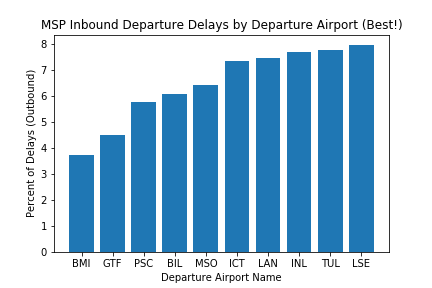 MSP Inbound Departure Delays by Departure Airport (Best!)
Percent of Delays (Outbound)
8
7
6
5
4
3
2
1
0
BMI GTF PSC BIL MSO ICT LAN INL TUL LSE
Departure Airport Name